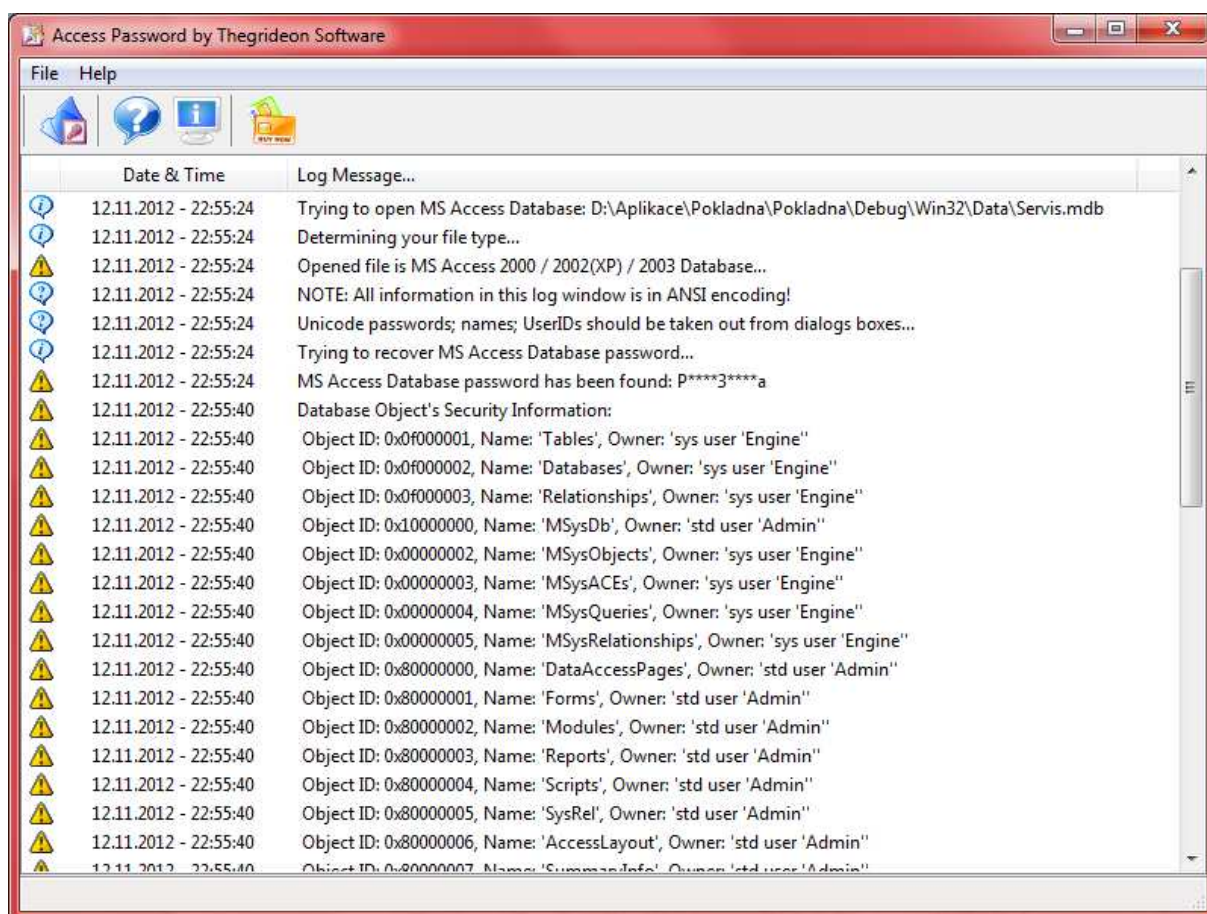 Access Password by Thegrideon Software
File Help
BUY NOW
Date & Time Log Message...
12.11.2012 - 22:55:24 Trying to open MS Access Database: D:\Aplikace\Pokladna\Pokladna\Debug\Win32\Data\Servis.mdb
12.11.2012 - 22:55:24 Determining your file type...
12.11.2012 - 22:55:24 Opened file is MS Access 2000 / 2002(XP) / 2003 Database...
12.11.2012 - 22:55:24 NOTE: All information in this log window is in ANSI encoding!
12.11.2012 - 22:55:24 Unicode passwords; names; UserIDs should be taken out from dialogs boxes...
12.11.2012 - 22:55:24 Trying to recover MS Access Database password...
12.11.2012 - 22:55:24 MS Access Database password has been found: P****3****a
12.11.2012 - 22:55:40 Database Object's Security Information:
12.11.2012 - 22:55:40 Object ID: 0x0f000001, Name: 'Tables', Owner: 'sys user 'Engine''
12.11.2012 - 22:55:40 Object ID: 0x0f000002, Name: 'Databases', Owner: 'sys user 'Engine''
12.11.2012 - 22:55:40 Object ID: 0x0f000003, Name: 'Relationships', Owner: 'sys user 'Engine''
12.11.2012 - 22:55:40 Object ID: 0x10000000, Name: 'MSysDb', Owner: 'std user 'Admin''
12.11.2012 - 22:55:40 Object ID: 0x00000002, Name: 'MSysObjects', Owner: 'sys user 'Engine''
12.11.2012 - 22:55:40 Object ID: 0x00000003, Name: 'MSysACEs', Owner: 'sys user 'Engine''
12.11.2012 - 22:55:40 Object ID: 0x00000004, Name: 'MSysQueries', Owner: 'sys user 'Engine''
12.11.2012 - 22:55:40 Object ID: 0x00000005, Name: 'MSysRelationships', Owner: 'sys user 'Engine''
12.11.2012 - 22:55:40 Object ID: 0x80000000, Name: 'DataAccessPages', Owner: 'std user 'Admin''
12.11.2012 - 22:55:40 Object ID: 0x80000001, Name: 'Forms', Owner: 'std user 'Admin''
12.11.2012 - 22:55:40 Object ID: 0x80000002, Name: 'Modules', Owner: 'std user 'Admin''
12.11.2012 - 22:55:40 Object ID: 0x80000003, Name: 'Reports', Owner: 'std user 'Admin''
12.11.2012 - 22:55:40 Object ID: 0x80000004, Name: 'Scripts', Owner: 'std user 'Admin''
12.11.2012 - 22:55:40 Object ID: 0x80000005, Name: 'SysRel', Owner: 'std user 'Admin''
12.11.2012 - 22:55:40 Object ID: 0x80000006, Name: 'AccessLayout', Owner: 'std user 'Admin''
12.11.2012 - 22:55:40 Object ID: 0x80000007, Name: 'SummaryInfo', Owner: 'std user 'Admin''